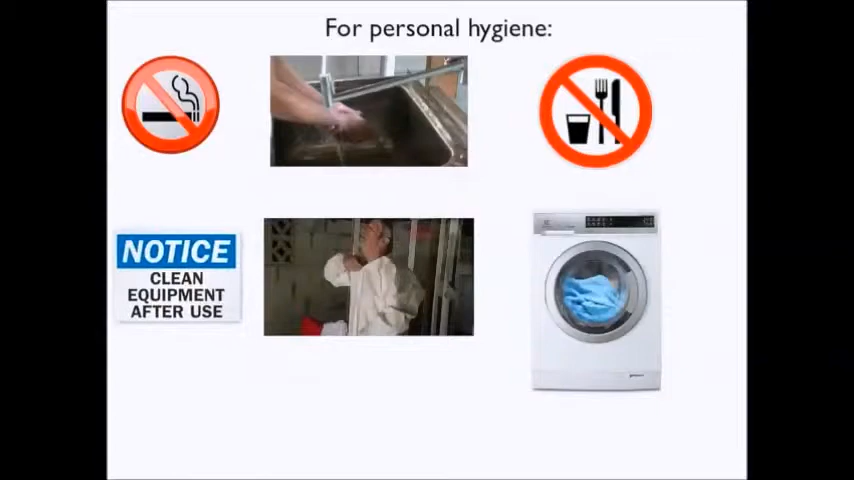 For personal hygiene:
NOTICE
CLEAN
EQUIPMENT
AFTER USE